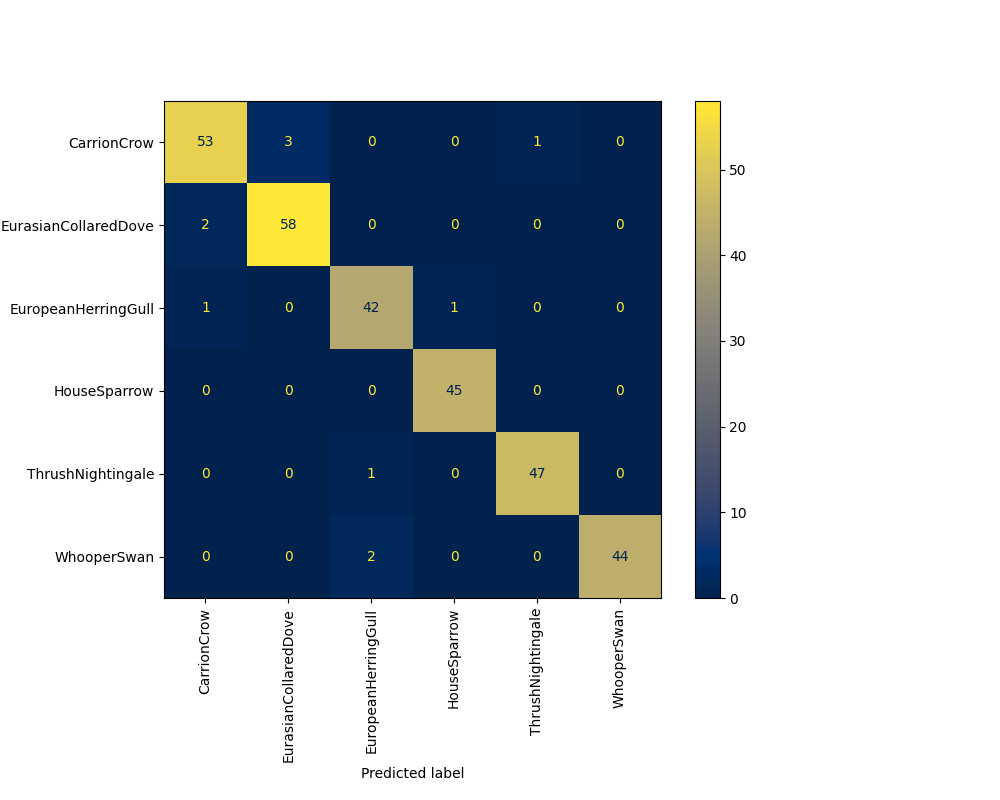 CarrionCrow 53 3 0 0 1 0
EurasianCollaredDove 2 58 0 0 0 0
EuropeanHerringGull 1 0 42 1 0 0
HouseSparrow 0 0 0 45 0 0
ThrushNightingale 0 0 1 0 47 0
WhooperSwan 0 0 2 0 0 44
CarrionCrow
EurasianCollaredDove
EuropeanHerringGull
HouseSparrow
ThrushNightingale
WhooperSwan
Predicted label
50
40
30
20
10
0